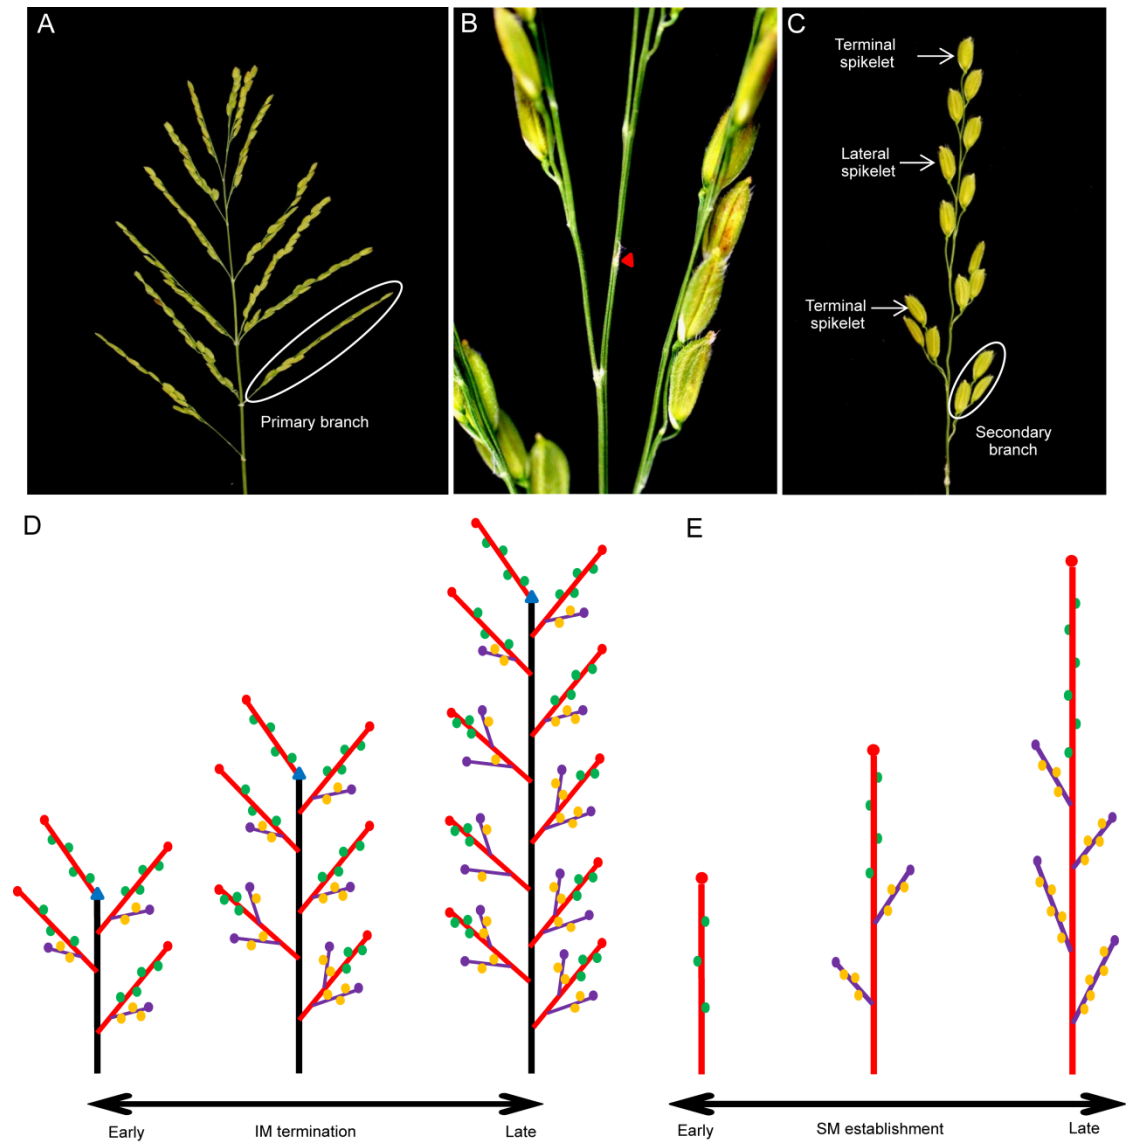 A
B
C
Terminal
spikelet
Lateral
spikelet
Terminal
spikelet
Primary branch
Secondary
branch
D
E
Early
IM termination
Late
Early
SM establishment
Late